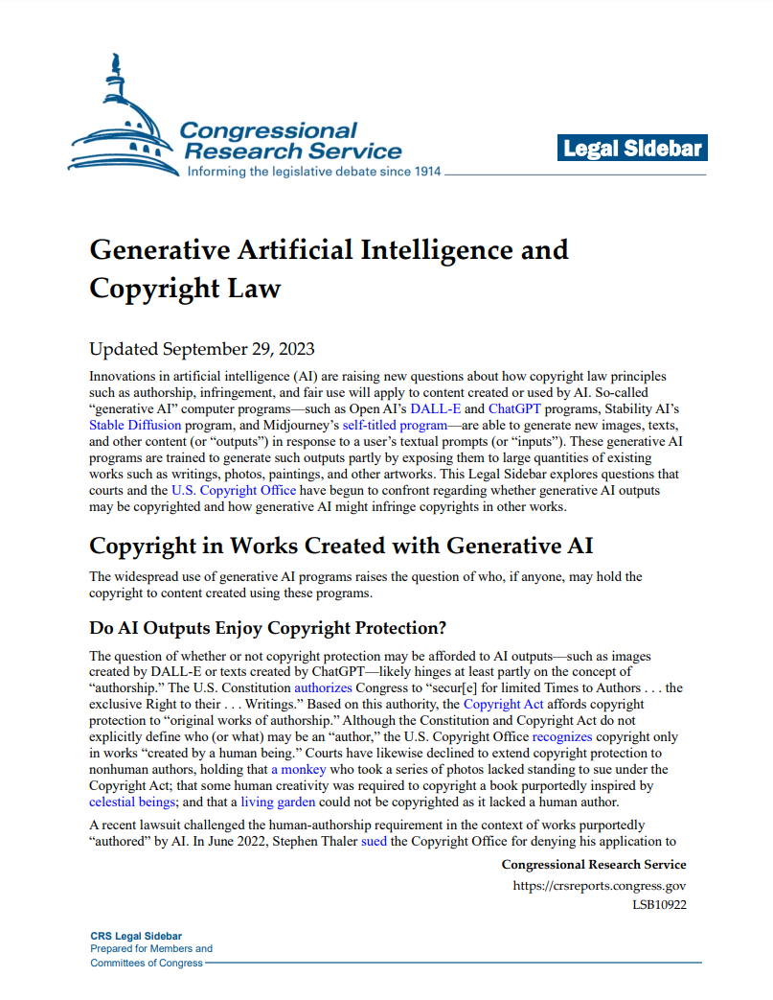 Congressional
Research Service
Informing the legislative debate since 1914
Legal Sidebar
Generative Artificial Intelligence and
Copyright Law
Updated September 29, 2023
Innovations in artificial intelligence (AI) are raising new questions about how copyright law principles
such as authorship, infringement, and fair use will apply to content created or used by AI. So-called
“generative AI” computer programs—such as Open AI’s DALL-E and ChatGPT programs, Stability AI’s
Stable Diffusion program, and Midjourney’s self-titled program—are able to generate new images, texts,
and other content (or “outputs”) in response to a user’s textual prompts (or “inputs”). These generative AI
programs are trained to generate such outputs partly by exposing them to large quantities of existing
works such as writings, photos, paintings, and other artworks. This Legal Sidebar explores questions that
courts and the U.S. Copyright Office have begun to confront regarding whether generative AI outputs
may be copyrighted and how generative AI might infringe copyrights in other works.
Copyright in Works Created with Generative AI
The widespread use of generative AI programs raises the question of who, if anyone, may hold the
copyright to content created using these programs.
Do AI Outputs Enjoy Copyright Protection?
The question of whether or not copyright protection may be afforded to AI outputs—such as images
created by DALL-E or texts created by ChatGPT—likely hinges at least partly on the concept of
“authorship.” The U.S. Constitution authorizes Congress to “secur[e] for limited Times to Authors . . . the
exclusive Right to their . . . Writings.” Based on this authority, the Copyright Act affords copyright
protection to “original works of authorship.” Although the Constitution and Copyright Act do not
explicitly define who (or what) may be an “author,” the U.S. Copyright Office recognizes copyright only
in works “created by a human being.” Courts have likewise declined to extend copyright protection to
nonhuman authors, holding that a monkey who took a series of photos lacked standing to sue under the
Copyright Act; that some human creativity was required to copyright a book purportedly inspired by
celestial beings; and that a living garden could not be copyrighted as it lacked a human author.
A recent lawsuit challenged the human-authorship requirement in the context of works purportedly
“authored” by AI. In June 2022, Stephen Thaler sued the Copyright Office for denying his application to
Congressional Research Service
https://crsreports.congress.gov
LSB10922
CRS Legal Sidebar
Prepared for Members and
Committees of Congress